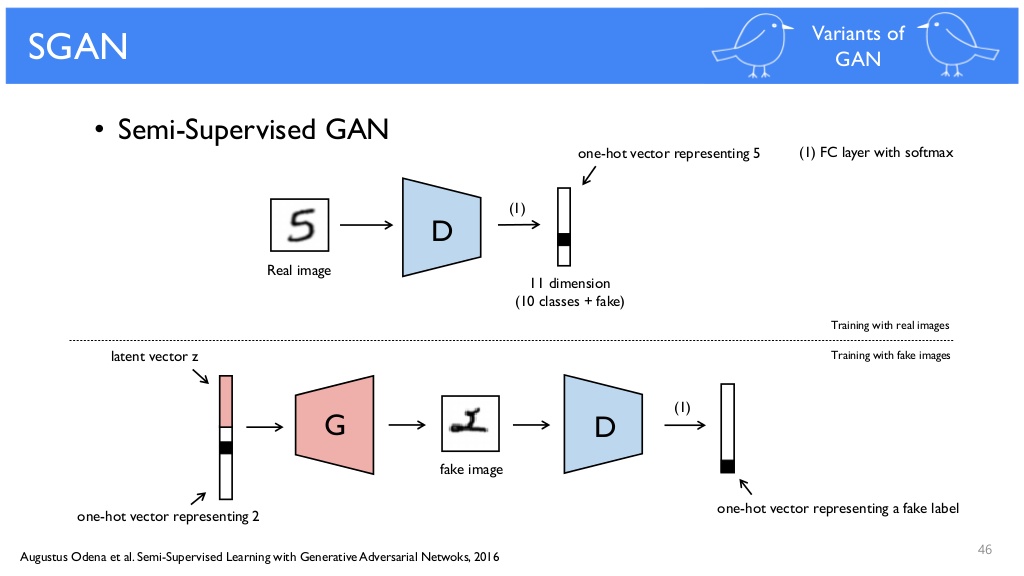 SGAN
Variants of
GAN
• Semi-Supervised GAN
one-hot vector representing 5
(1) FC layer with softmax
5
D
(1)
Real image
11 dimension
(10 classes + fake)
Training with real images
Training with fake images
latent vector z
G
D
(1)
fake image
one-hot vector representing 2
one-hot vector representing a fake label
Augustus Odena et al. Semi-Supervised Learning with Generative Adversarial Netwoks, 2016
46